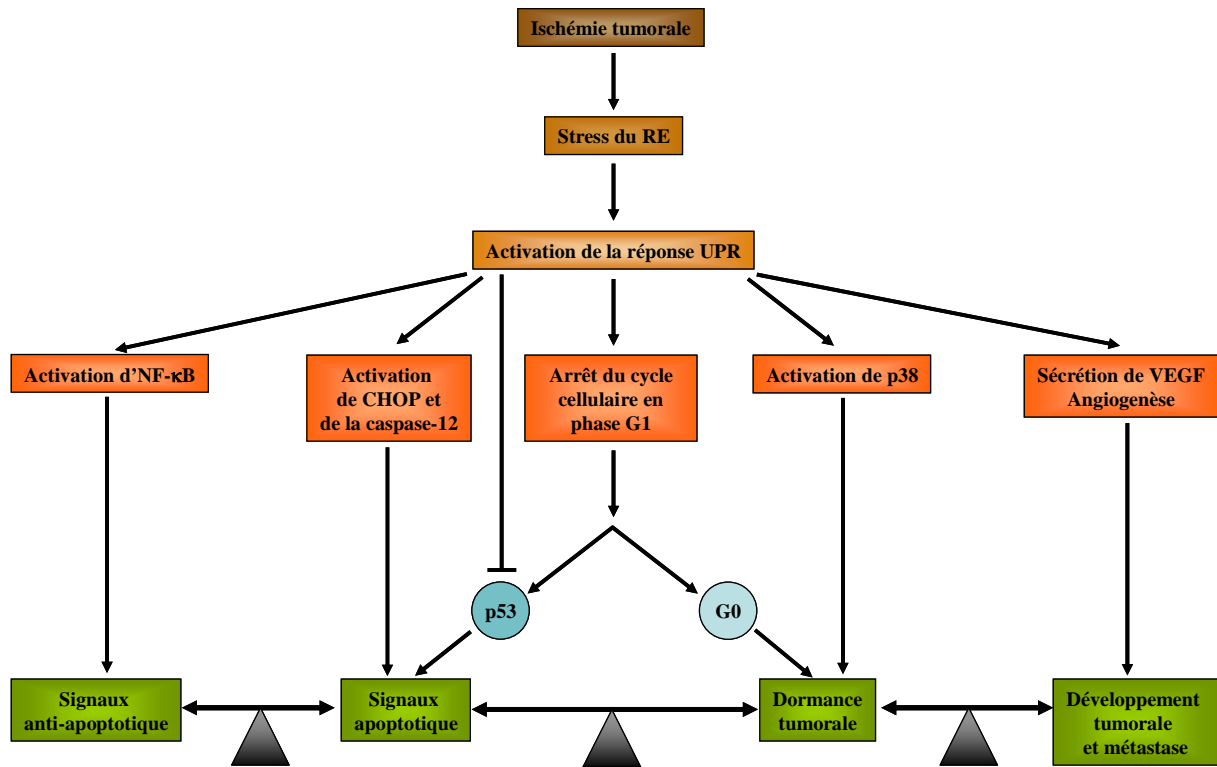 Ischémie tumorale
Stress du RE
Activation de la réponse UPR
Activation d’NF-κB
Activation
de CHOP et
de la caspase-12
Arrêt du cycle
cellulaire en
phase G1
Activation de p38
Sécrétion de VEGF
Angiogenèse
p53
G0
Signaux
anti-apoptotique
Signaux
apoptotique
Dormance
tumorale
Développement
tumorale
et métastase